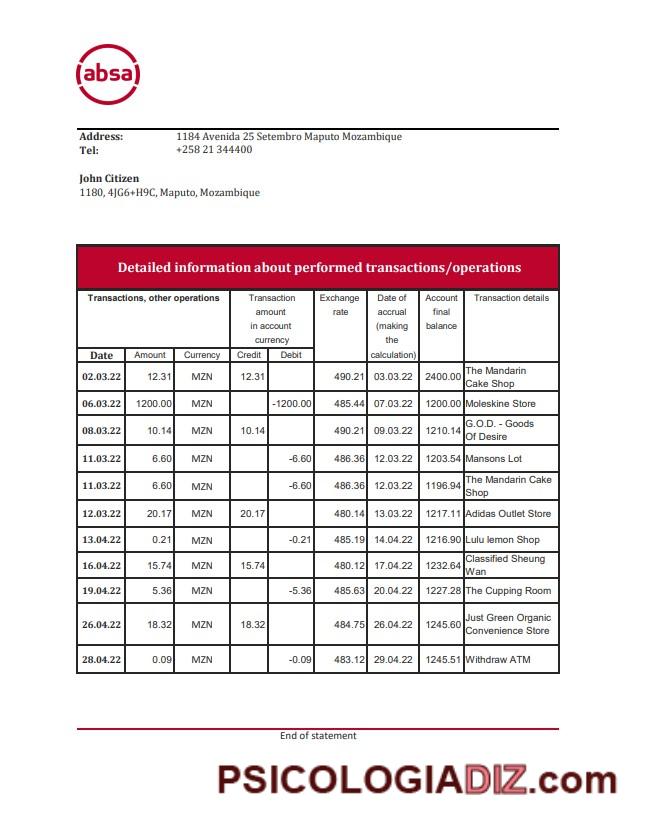 absa
Address: 1184 Avenida 25 Setembro Maputo Mozambique
Tel: +258 21 344400
John Citizen
1180, 4JG6+H9C, Maputo, Mozambique
Detailed information about performed transactions/operations
Transactions, other operations
Transaction
amount
in account
currency
Exchange
rate
Date of
accrual
(making
the
calculation)
Account
final
balance
Transaction details
Date Amount Currency Credit Debit
02.03.22 12.31 MZN 12.31 490.21 03.03.22 2400.00 The Mandarin
Cake Shop
06.03.22 1200.00 MZN -1200.00 485.44 07.03.22 1200.00 Moleskine Store
08.03.22 10.14 MZN 10.14 490.21 09.03.22 1210.14 G.O.D. - Goods
Of Desire
11.03.22 6.60 MZN -6.60 486.36 12.03.22 1203.54 Mansons Lot
11.03.22 6.60 MZN -6.60 486.36 12.03.22 1196.94 The Mandarin Cake
Shop
12.03.22 20.17 MZN 20.17 480.14 13.03.22 1217.11 Adidas Outlet Store
13.04.22 0.21 MZN -0.21 485.19 14.04.22 1216.90 Lulu lemon Shop
16.04.22 15.74 MZN 15.74 480.12 17.04.22 1232.64 Classified Sheung
Wan
19.04.22 5.36 MZN -5.36 485.63 20.04.22 1227.28 The Cupping Room
26.04.22 18.32 MZN 18.32 484.75 26.04.22 1245.60 Just Green Organic
Convenience Store
28.04.22 0.09 MZN -0.09 483.12 29.04.22 1245.51 Withdraw ATM
End of statement
PSICOLOGIADIZ.com